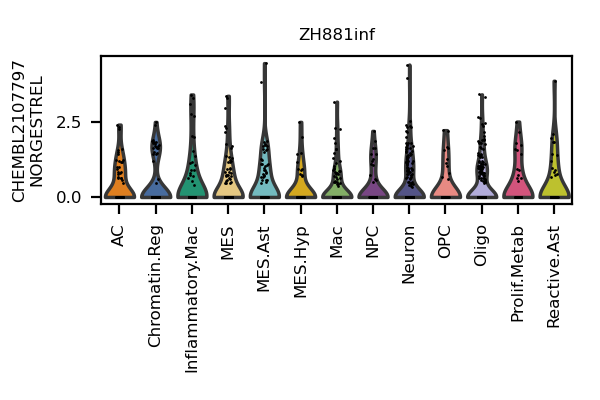 ZH881inf
CHEMBL2107797
NORGESTREL
2.5
0.0
AC
Chromatin.Reg
Inflammatory.Mac
MES
MES.Ast
MES.Hyp
Mac
NPC
Neuron
OPC
Oligo
Prolif.Metab
Reactive.Ast